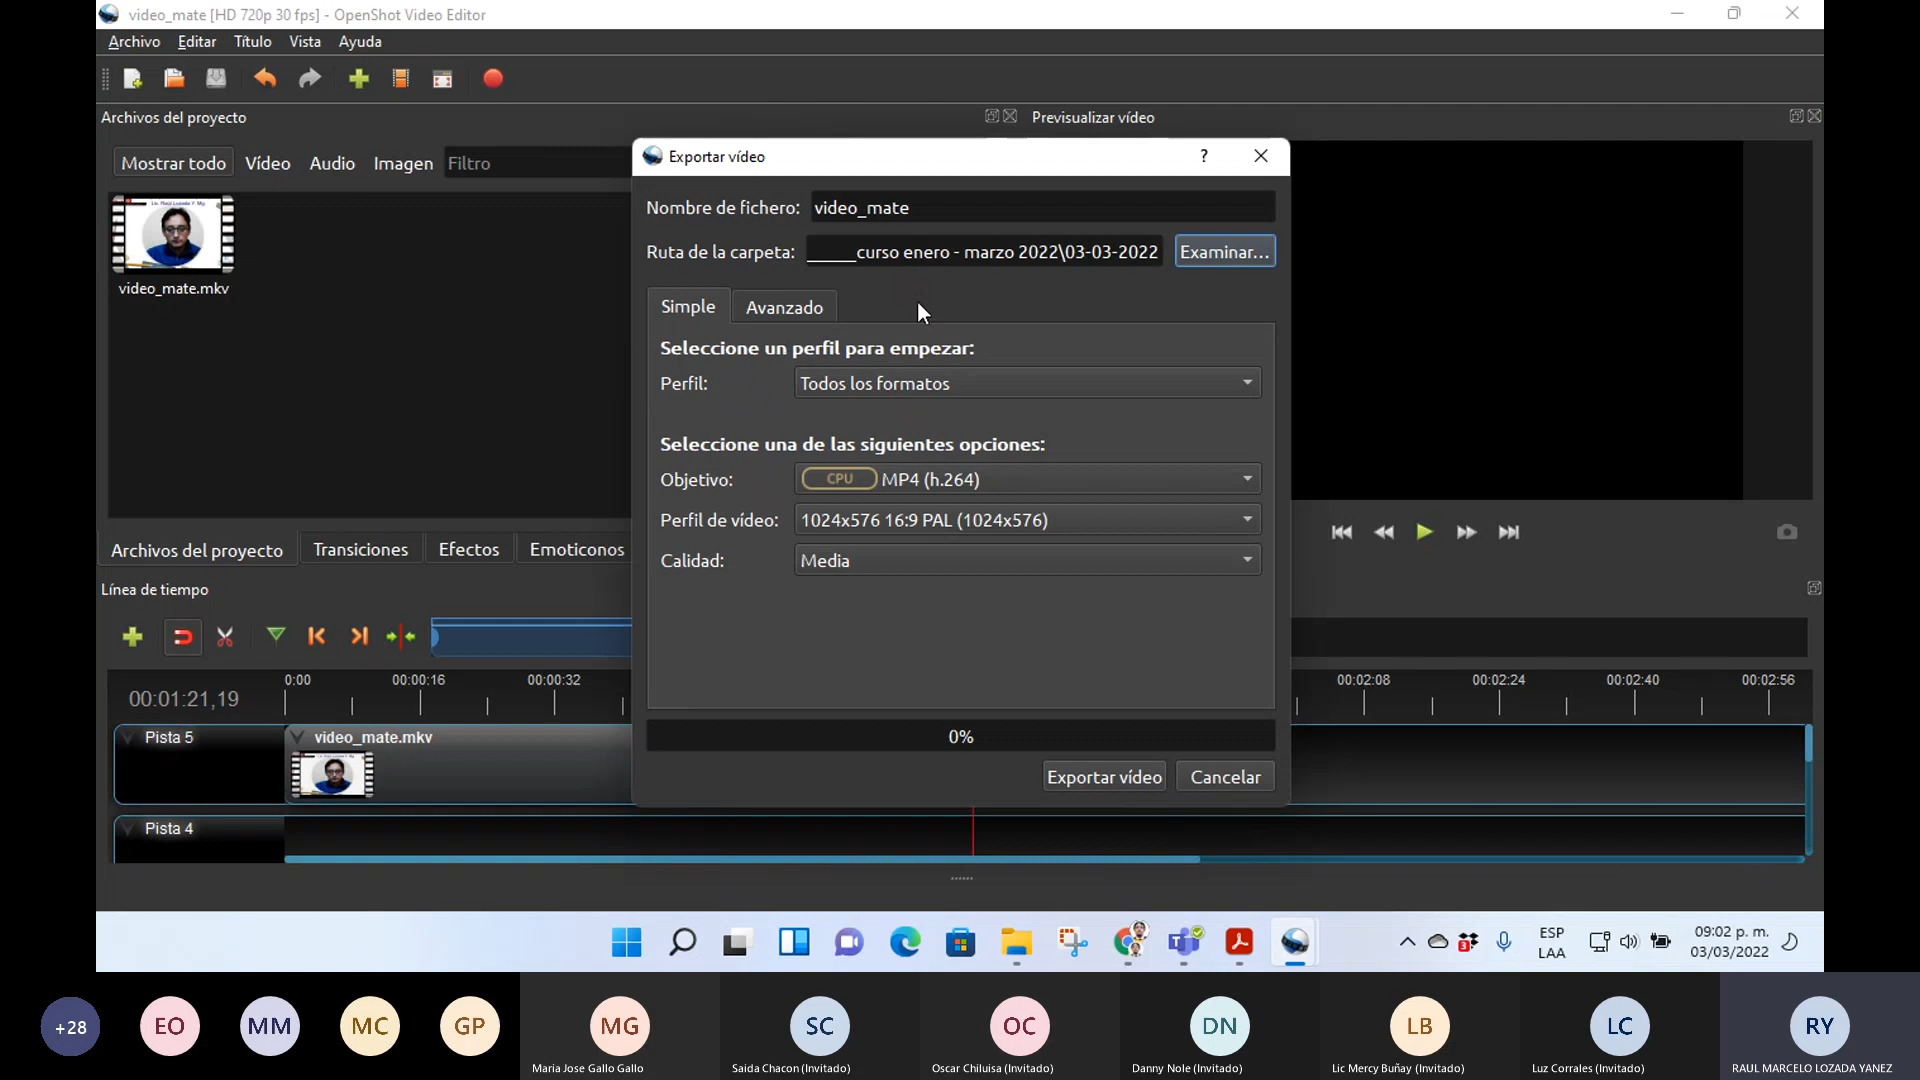 video_mate [HD 720p 30 fps] - OpenShot Video Editor
Archivo Editar Título Vista Ayuda
Archivos del proyecto
Previsualizar vídeo
Mostrar todo Vídeo Audio Imagen Filtro
video_mate.mkv
Exportar vídeo
?
Nombre de fichero: video_mate
Ruta de la carpeta: ______curso enero - marzo 2022\03-03-2022 Examinar...
Simple Avanzado
Seleccione un perfil para empezar:
Perfil: Todos los formatos
Seleccione una de las siguientes opciones:
Objetivo: CPU MP4 (h.264)
Perfil de vídeo: 1024x576 16:9 PAL (1024x576)
Calidad: Media
0%
Exportar vídeo Cancelar
Archivos del proyecto Transiciones Efectos Emoticonos
Línea de tiempo
00:01:21,19
0:00 00:00:16 00:00:32 00:02:08 00:02:24 00:02:40 00:02:56
Pista 5 video_mate.mkv
Pista 4
ESP
LAA
09:02 p. m.
03/03/2022
+28 EO MM MC GP MG SC OC DN LB LC RY
Maria Jose Gallo Gallo Saida Chacon (Invitado) Oscar Chiluisa (Invitado) Danny Nole (Invitado) Lic Mercy Buñay (Invitado) Luz Corrales (Invitado) RAUL MARCELO LOZADA YANEZ